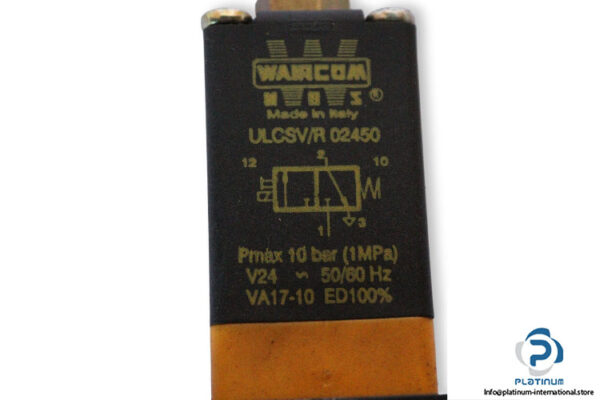 WAIRCOM
M B S ®
Made in Italy
ULCSV/R 02450
12 2 10
1 3
Pmax 10 bar (1MPa)
V24 ~ 50/60 Hz
VA17-10 ED100%
PLATINUM
Info@platinum-international.store